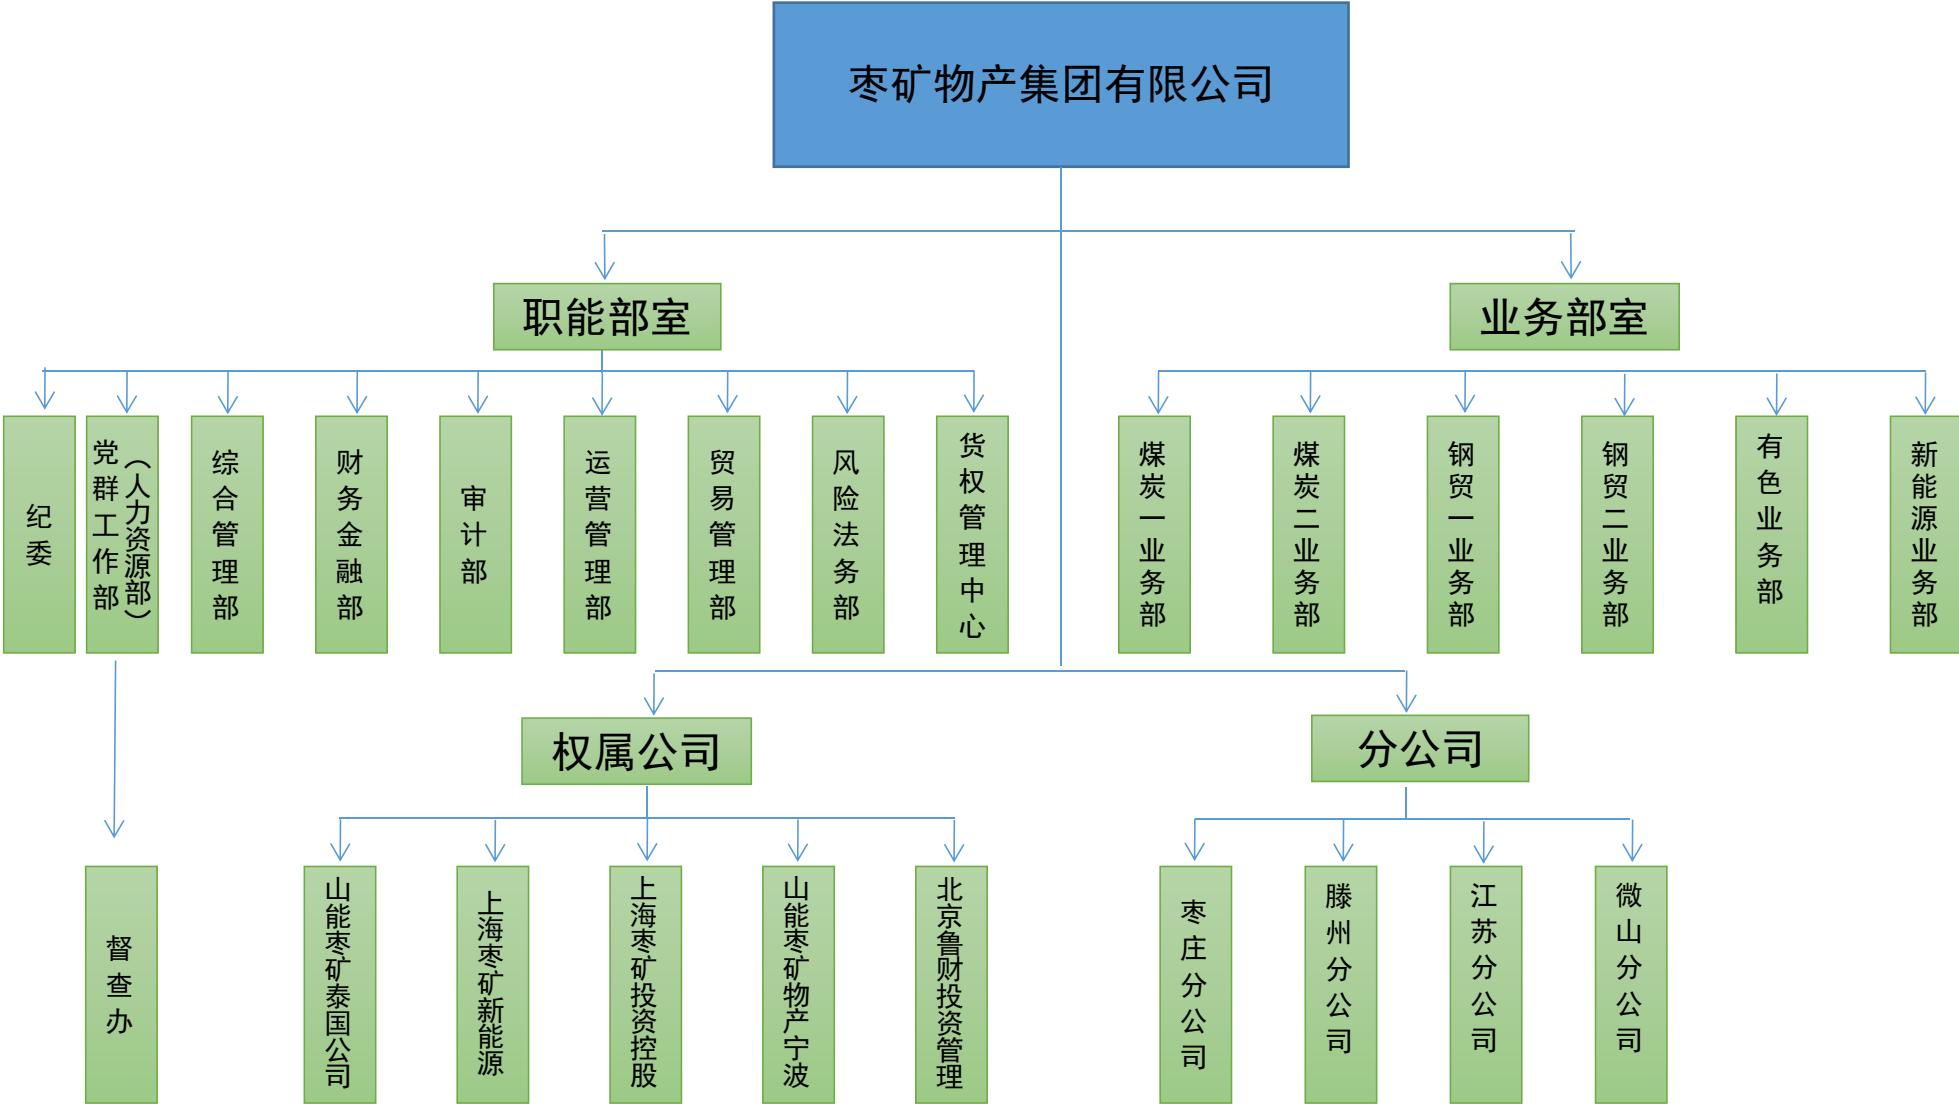 枣矿物产集团有限公司
职能部室
业务部室
纪委
党群工作部
（人力资源部）
综合管理部
财务金融部
审计部
运营管理部
贸易管理部
风险法务部
货权管理中心
煤炭一业务部
煤炭二业务部
钢贸一业务部
钢贸二业务部
有色业务部
新能源业务部
权属公司
分公司
督查办
山能枣矿泰国公司
上海枣矿新能源
上海枣矿投资控股
山能枣矿物产宁波
北京鲁财投资管理
枣庄分公司
滕州分公司
江苏分公司
微山分公司